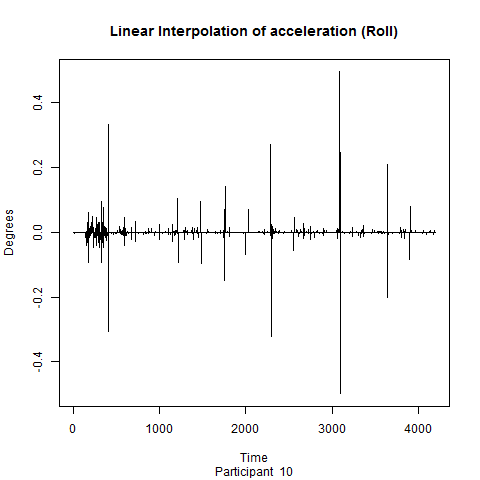 Linear Interpolation of acceleration (Roll)
0.4
0.2
0.0
-0.2
-0.4
Degrees
0 1000 2000 3000 4000
Time
Participant 10